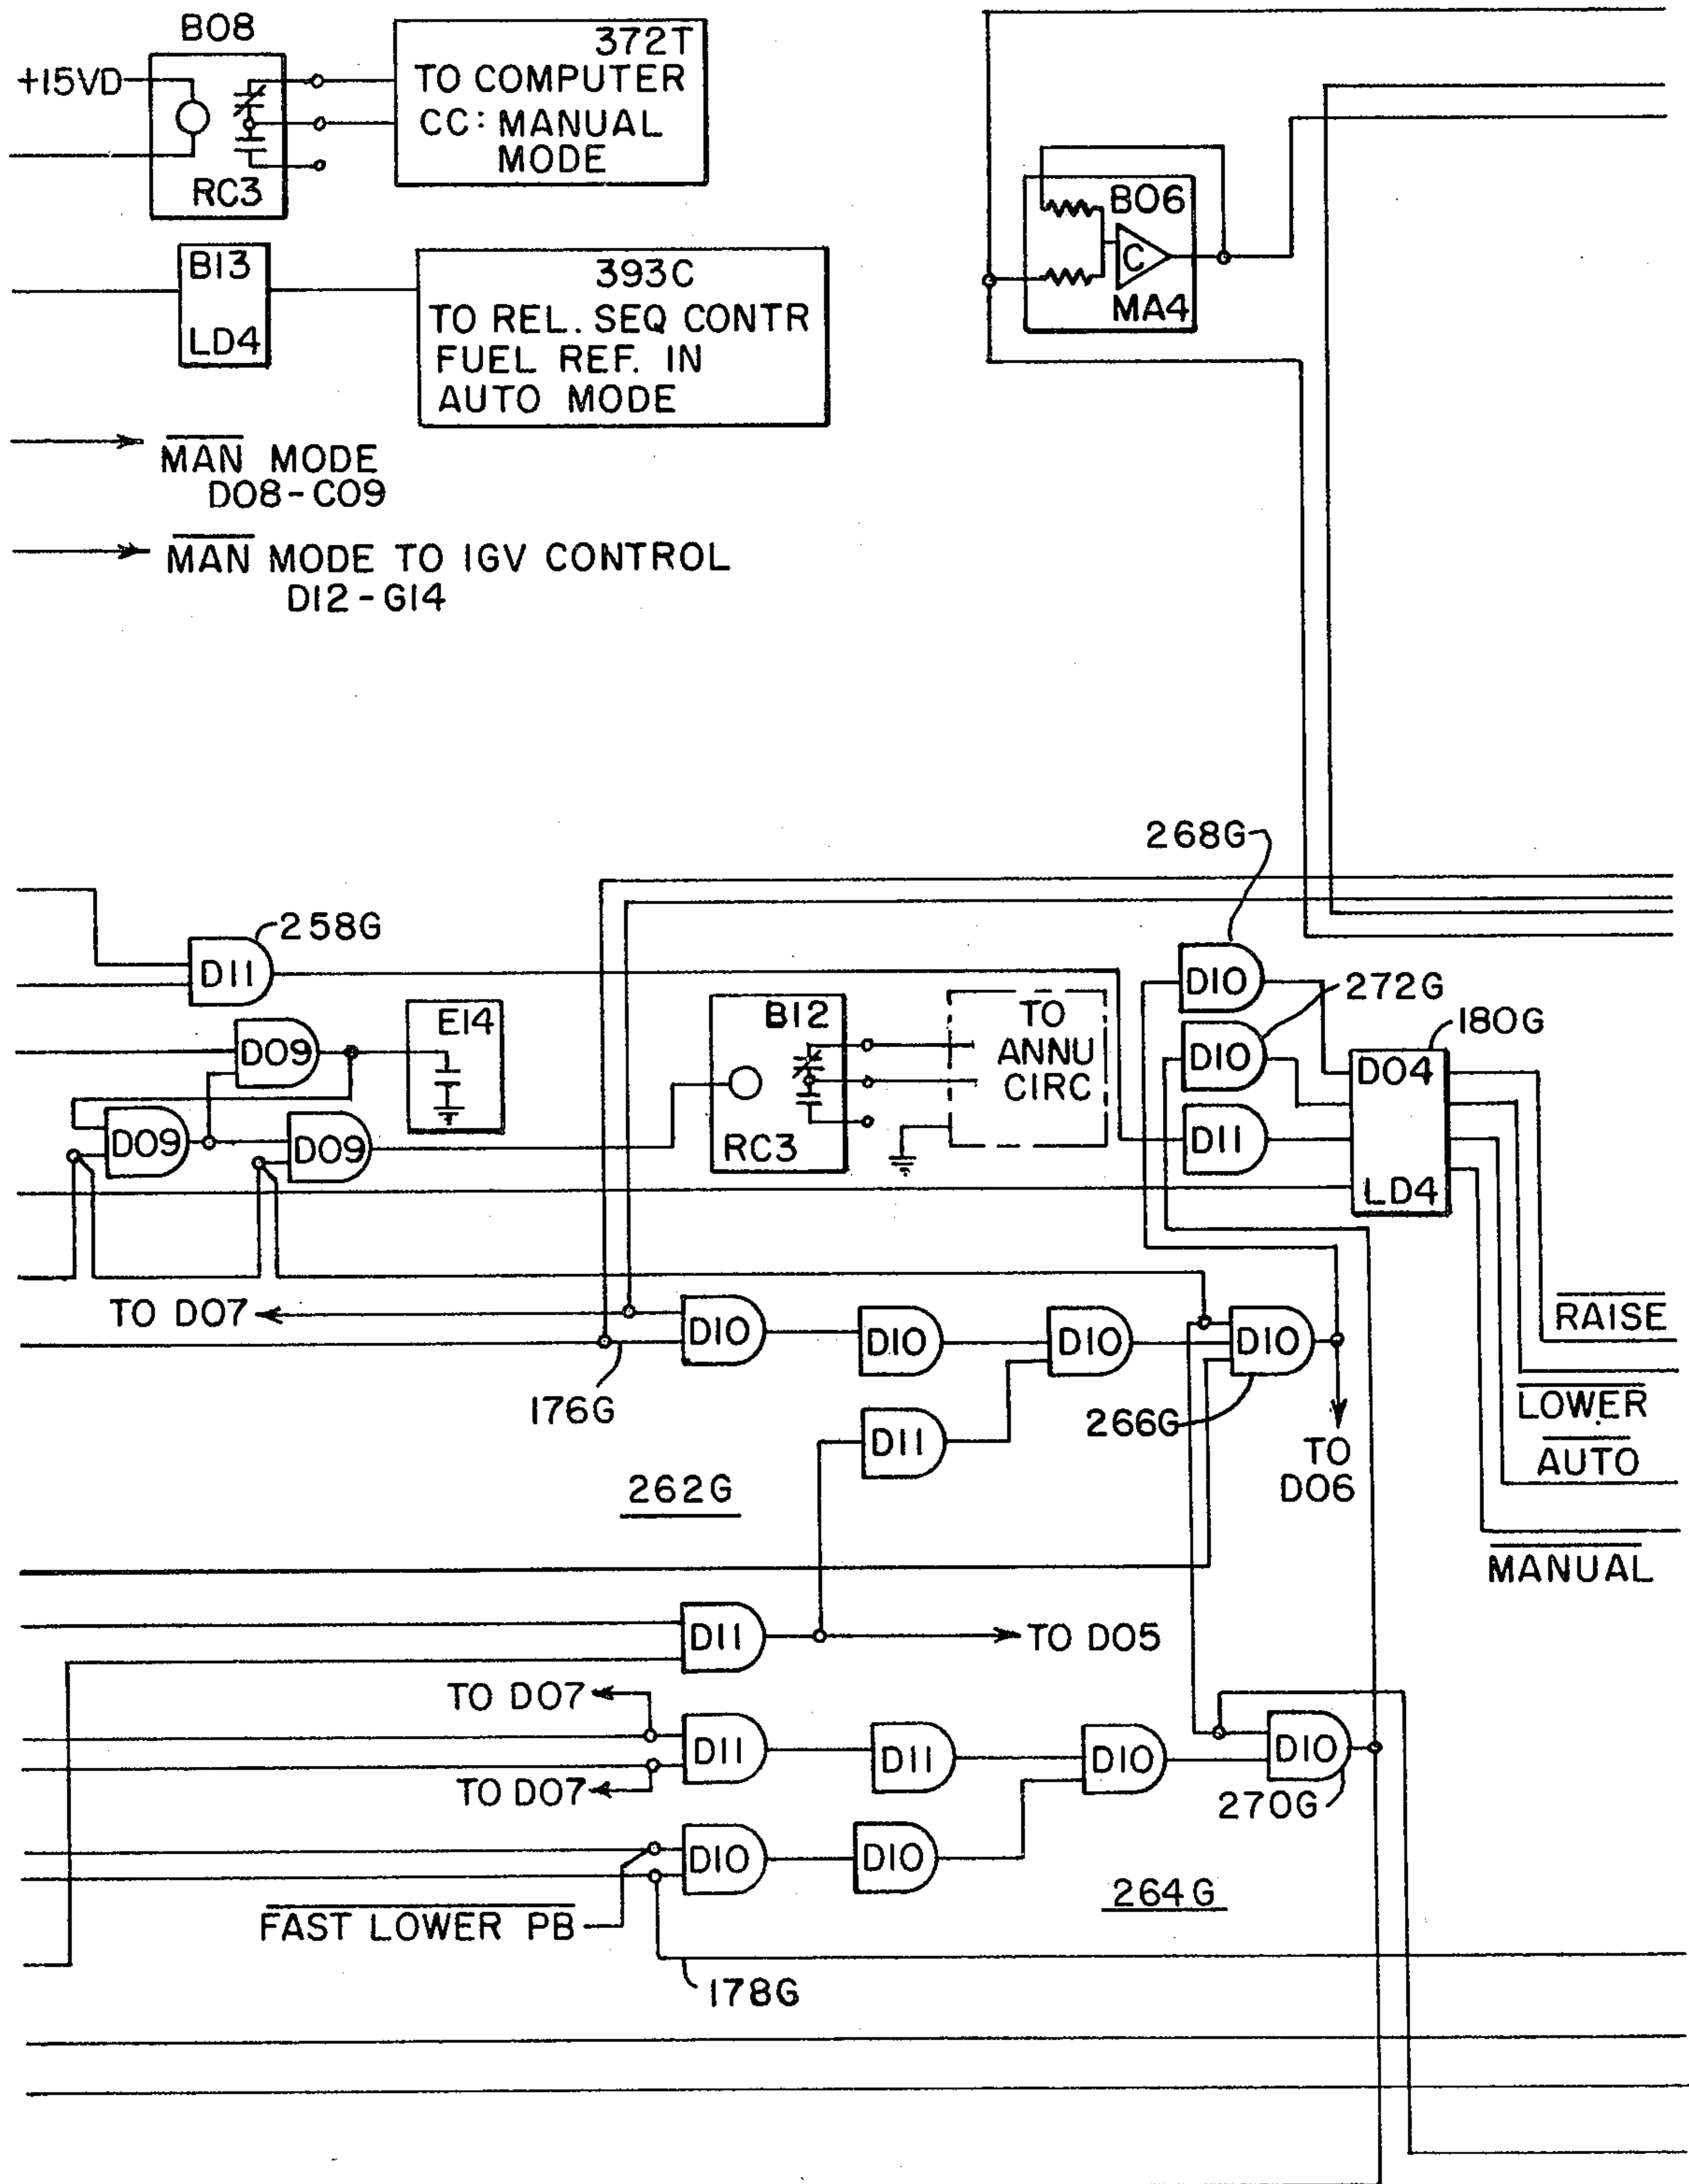 B08
+15VD
RC3
372T
TO COMPUTER
CC: MANUAL
MODE
B13
LD4
393C
TO REL. SEQ CONTR
FUEL REF. IN
AUTO MODE
MAN MODE
D08-C09
MAN MODE TO IGV CONTROL
D12-G14
B06
C
MA4
268G
258G
D11
D10
272G
E14
B12
TO
ANNU
CIRC
180G
D09
D10
D04
D09
D09
RC3
D11
LD4
TO D07
D10
D10
D10
D10
RAISE
176G
D11
266G
LOWER
TO
D06
AUTO
262G
MANUAL
D11
TO D05
TO D07
D11
D11
D10
D10
TO D07
270G
D10
D10
264G
FAST LOWER PB
178G